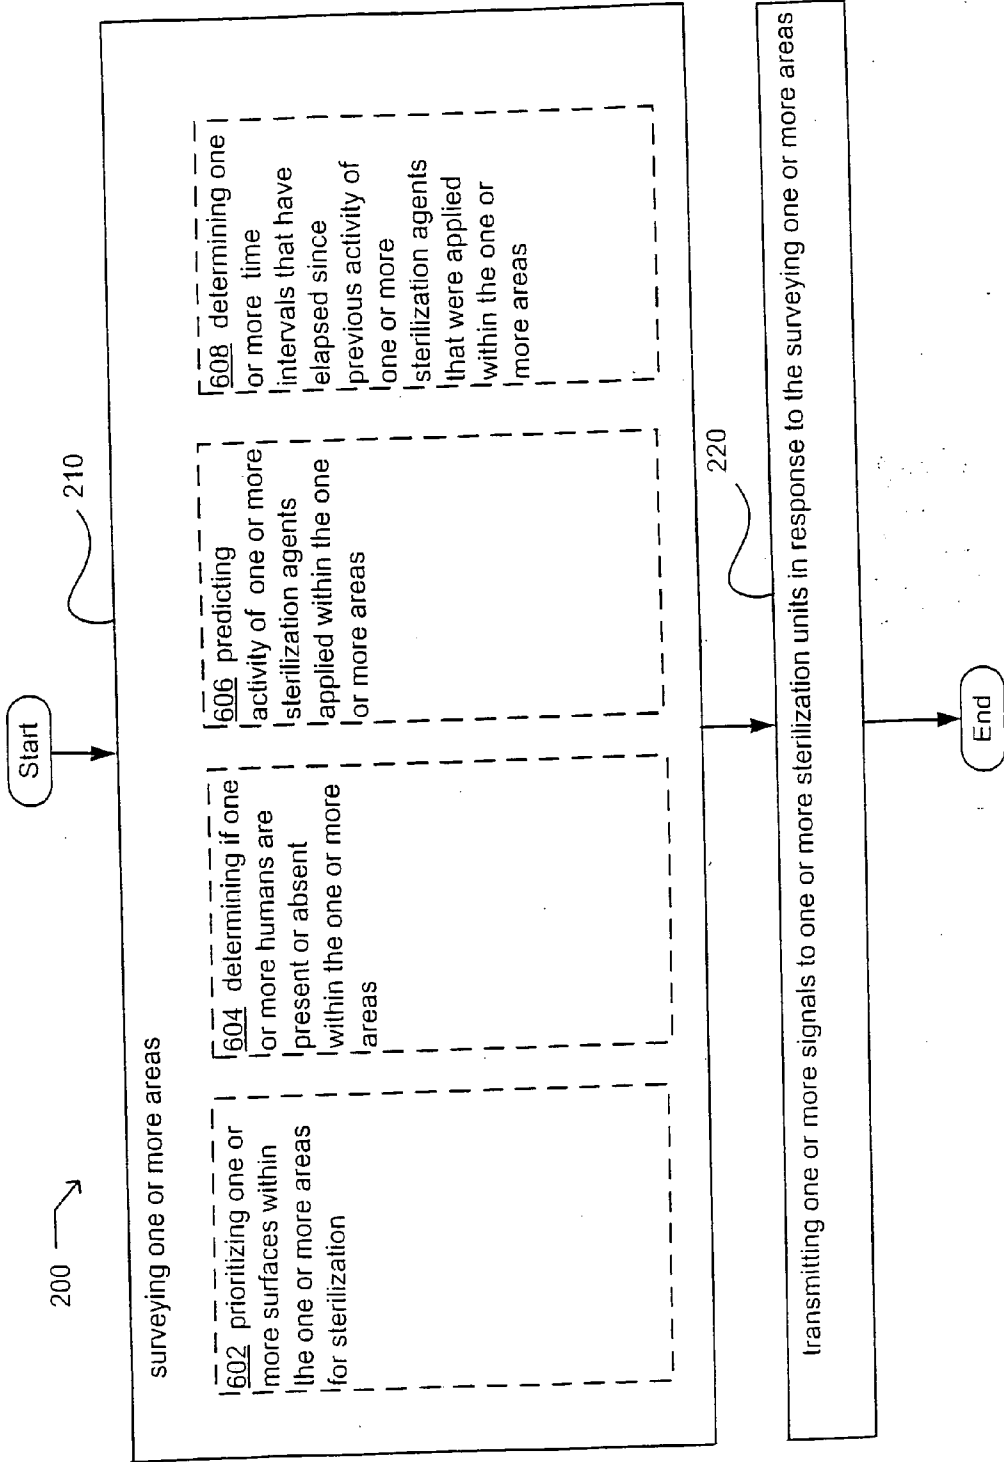 Start
200
210
surveying one or more areas
602 prioritizing one or
more surfaces within
the one or more areas
for sterilization
604 determining if one
or more humans are
present or absent
within the one or more
areas
606 predicting
activity of one or more
sterilization agents
applied within the one
or more areas
608 determining one
or more time
intervals that have
elapsed since
previous activity of
one or more
sterilization agents
that were applied
within the one or
more areas
220
transmitting one or more signals to one or more sterilization units in response to the surveying one or more areas
End